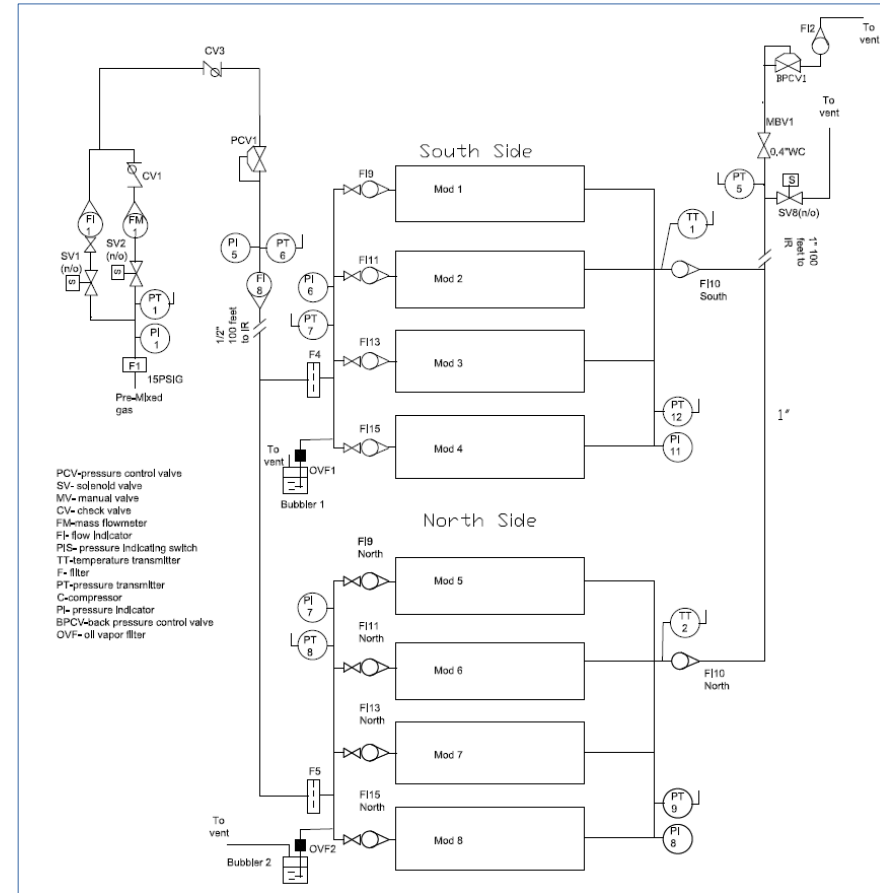 CV3
FI2
To
vent
BPCV1
To
vent
MBV1
0.4"WC
PT
5
S
SV8(n/o)
1" 100
feet to
IR
1"
CV1
FI
1
FM
1
SV1
(n/o)
S
SV2
(n/o)
S
PT
1
PI
1
F1
15PSIG
Pre-Mixed
gas
PCV1
PI
5
PT
6
FI
8
1/2"
100 feet
to IR
F4
South Side
FI9
Mod 1
FI11
Mod 2
PI
6
PT
7
FI13
Mod 3
FI15
Mod 4
TT
1
FI10
South
PT
12
PI
11
To
vent
OVF1
Bubbler 1
North Side
FI9
North
Mod 5
PI
7
PT
8
FI11
North
Mod 6
FI13
North
Mod 7
F5
FI15
North
Mod 8
TT
2
FI10
North
PT
9
PI
8
To
vent
OVF2
Bubbler 2
PCV-pressure control valve
SV- solenoid valve
MV- manual valve
CV- check valve
FM-mass flowmeter
FI- flow indicator
PIS- pressure indicating switch
TT-temperature transmitter
F- filter
PT-pressure transmitter
C-compressor
PI- pressure indicator
BPCV-back pressure control valve
OVF- oil vapor filter